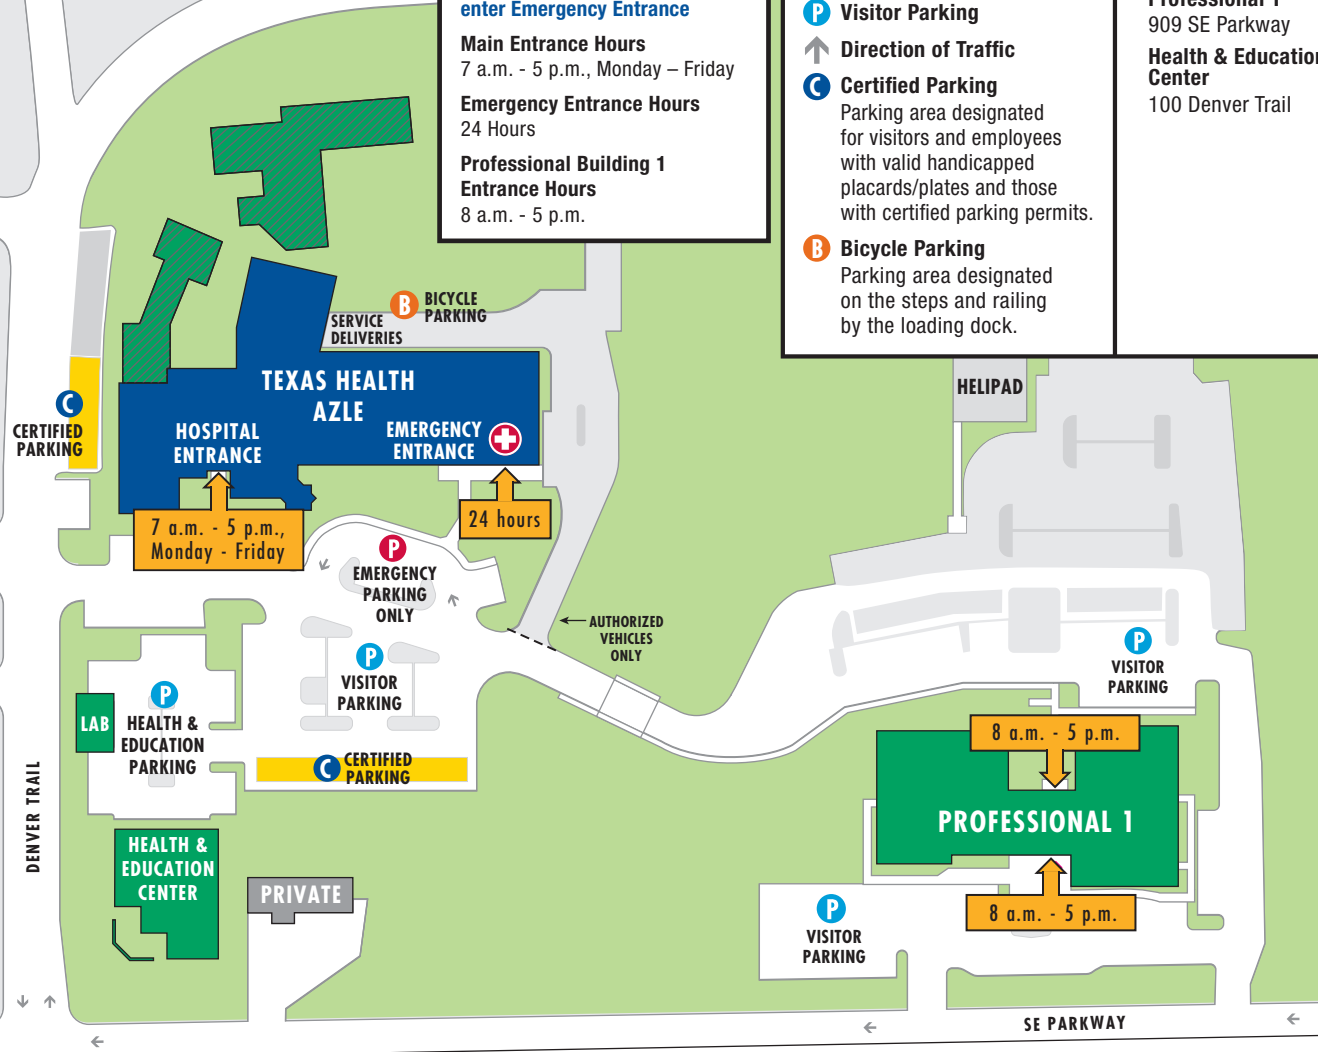 enter Emergency Entrance
Main Entrance Hours
7 a.m. - 5 p.m., Monday – Friday
Emergency Entrance Hours
24 Hours
Professional Building 1
Entrance Hours
8 a.m. - 5 p.m.
P Visitor Parking
Direction of Traffic
C Certified Parking
Parking area designated
for visitors and employees
with valid handicapped
placards/plates and those
with certified parking permits.
B Bicycle Parking
Parking area designated
on the steps and railing
by the loading dock.
Professional 1
909 SE Parkway
Health & Education
Center
100 Denver Trail
B BICYCLE
PARKING
SERVICE
DELIVERIES
TEXAS HEALTH
AZLE
HOSPITAL
ENTRANCE
EMERGENCY
ENTRANCE
C
CERTIFIED
PARKING
7 a.m. - 5 p.m.,
Monday - Friday
24 hours
HELIPAD
P
EMERGENCY
PARKING
ONLY
AUTHORIZED
VEHICLES
ONLY
P
VISITOR
PARKING
P
VISITOR
PARKING
LAB
P
HEALTH &
EDUCATION
PARKING
C CERTIFIED
PARKING
8 a.m. - 5 p.m.
PROFESSIONAL 1
8 a.m. - 5 p.m.
DENVER TRAIL
HEALTH &
EDUCATION
CENTER
PRIVATE
P
VISITOR
PARKING
SE PARKWAY